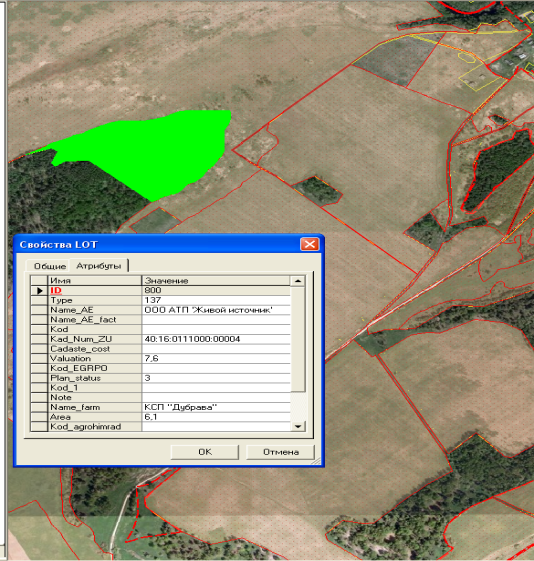 Свойства LOT
Общие Атрибуты
Имя Значение
ID 800
Type 137
Name_AE ООО АТП "Живой источник"
Name_AE_fact
Kod
Kad_Num_ZU 40:16:0111000:00004
Cadaste_cost
Valuation 7,6
Kod_EGRPO
Plan_status 3
Kod_1
Note
Name_farm КСП "Дубрава"
Area 6,1
Kod_agrohimrad
OK Отмена